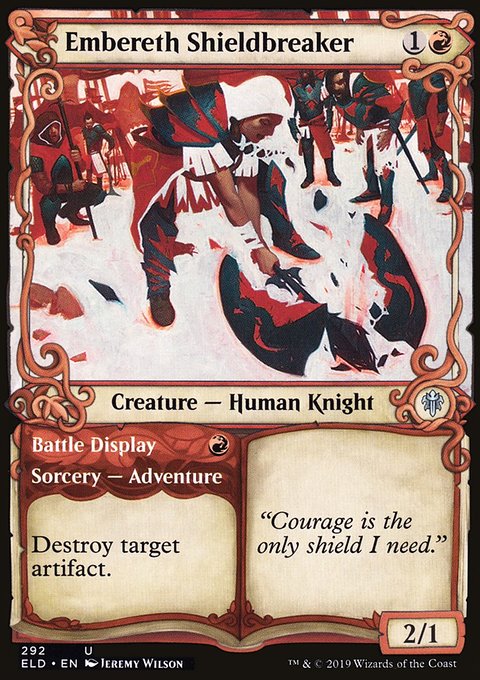 Embereth Shieldbreaker 1
Creature — Human Knight
Battle Display
Sorcery — Adventure
Destroy target
artifact.
“Courage is the
only shield I need.”
2/1
292 U
ELD • EN Jeremy Wilson
™ & © 2019 Wizards of the Coast